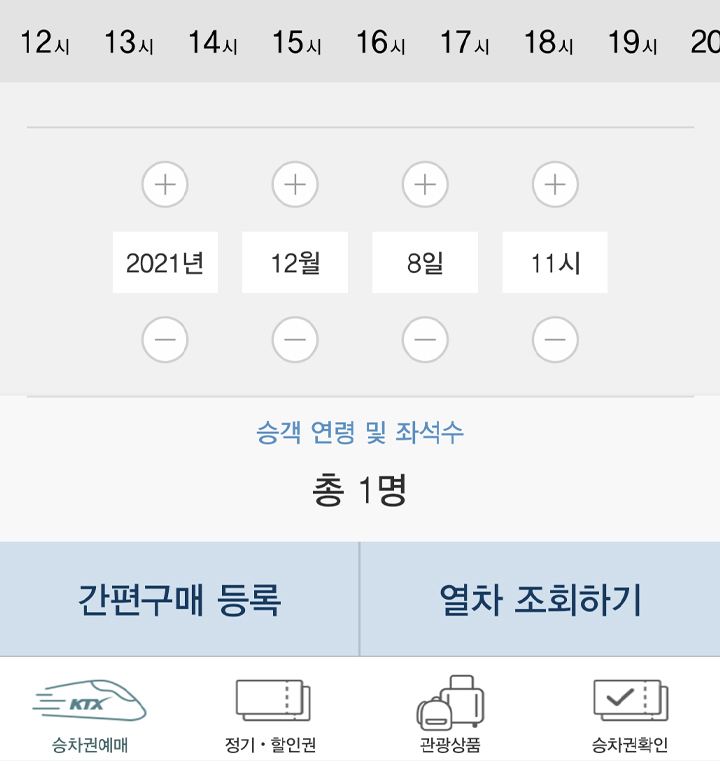 12시 13시 14시 15시 16시 17시 18시 19시 20
2021년 12월 8일 11시
승객 연령 및 좌석수
총 1명
간편구매 등록 열차 조회하기
KTX
승차권예매 정기·할인권 관광상품 승차권확인